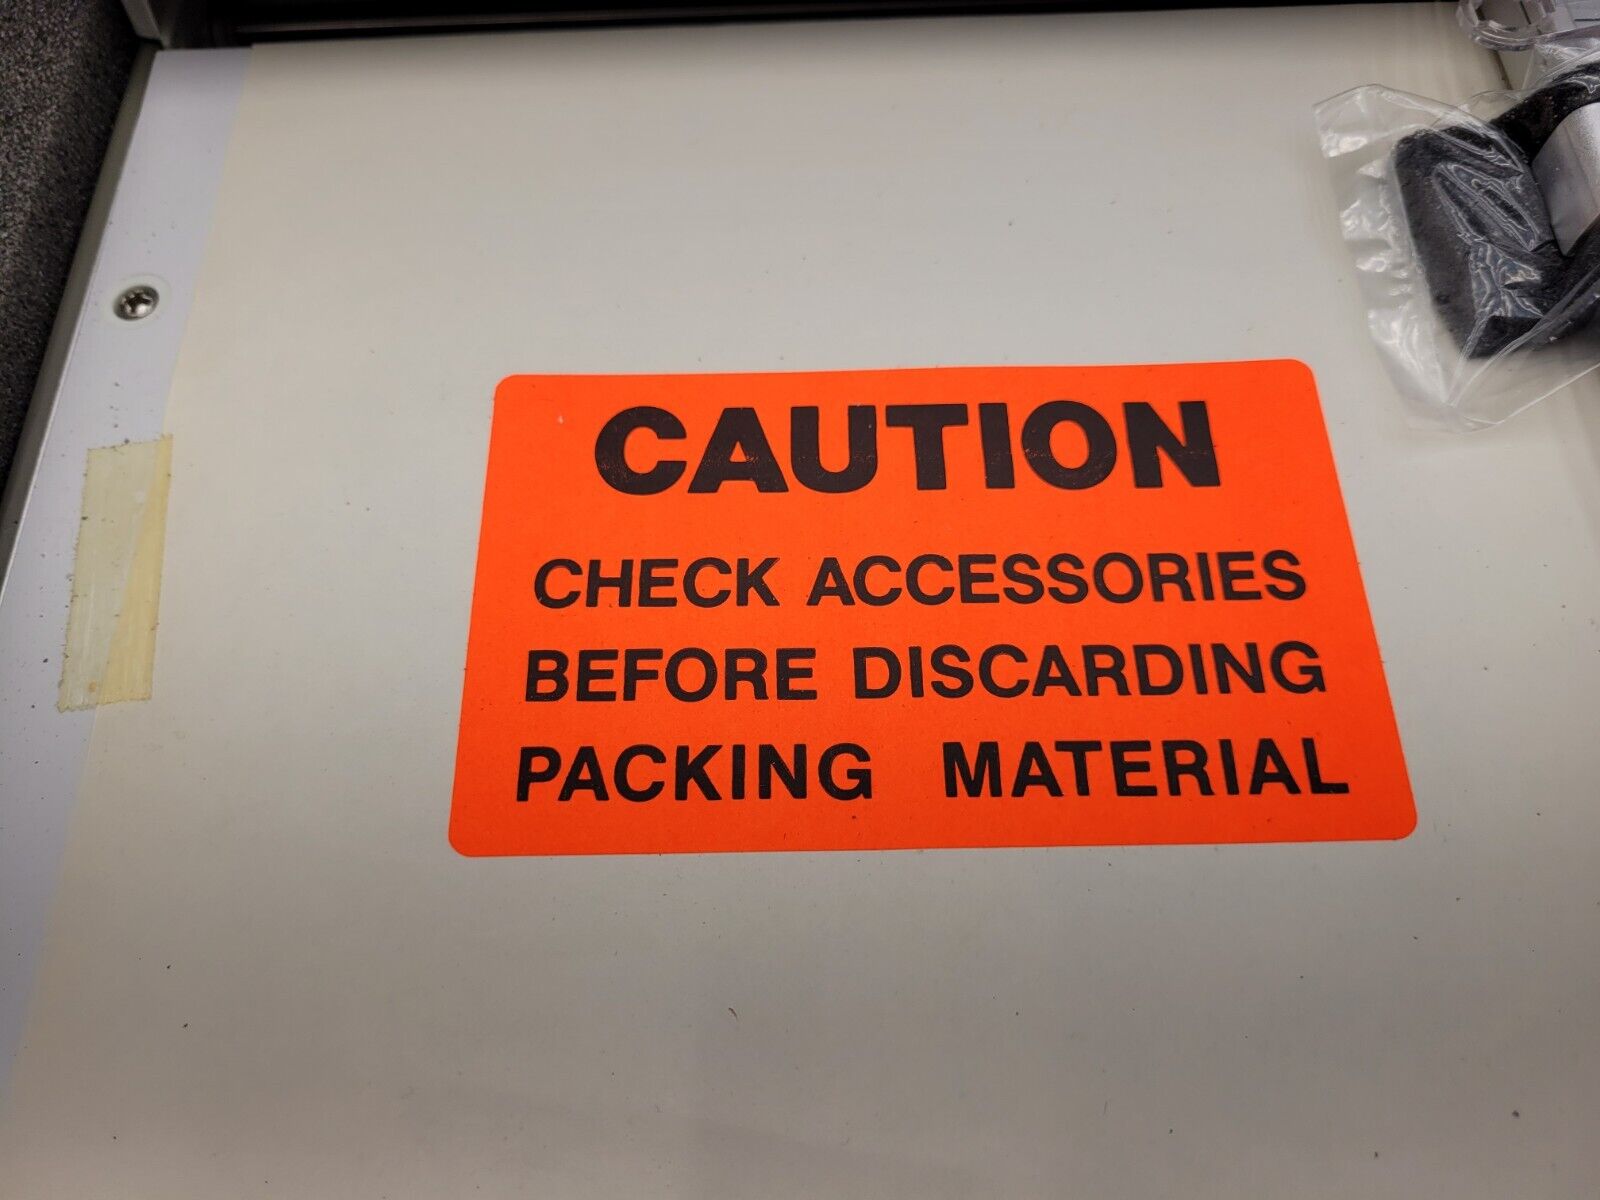 CAUTION
CHECK ACCESSORIES
BEFORE DISCARDING
PACKING MATERIAL